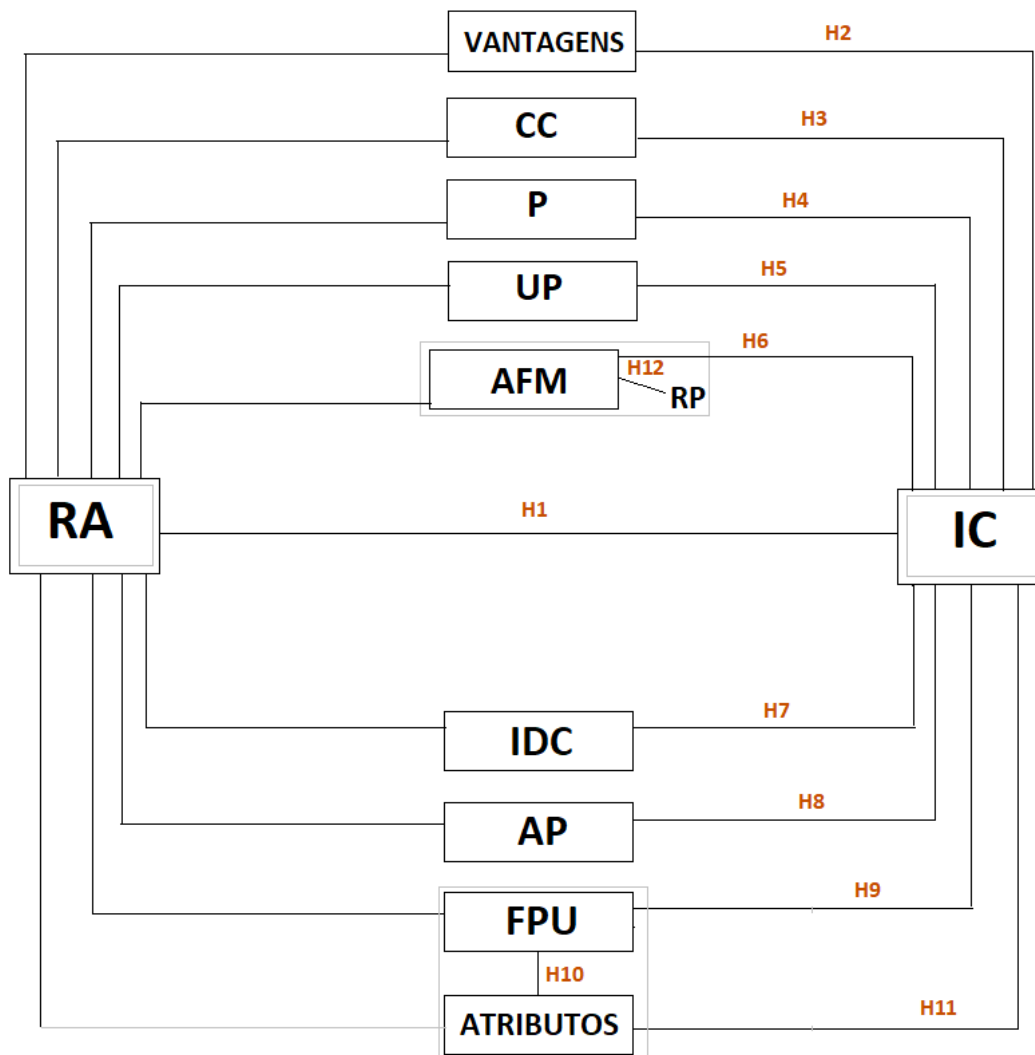 VANTAGENS
H2
CC
H3
P
H4
UP
H5
H6
AFM
H12
RP
RA
H1
IC
IDC
H7
AP
H8
FPU
H9
H10
ATRIBUTOS
H11